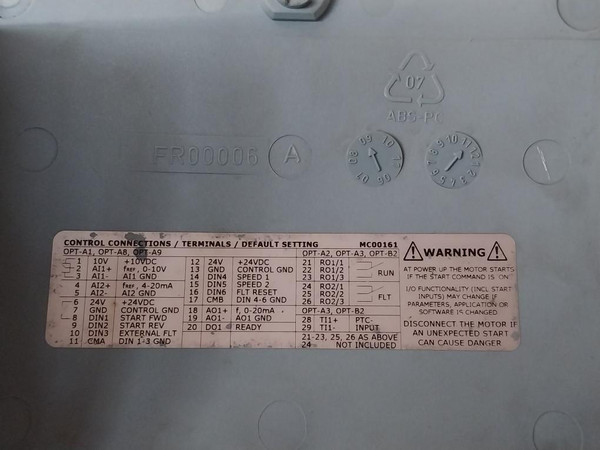 07
ABS-PC
FR00006 A
CONTROL CONNECTIONS / TERMINALS / DEFAULT SETTING MC00161
OPT-A1, OPT-A8, OPT-A9
1 10V +10VDC
2 AI1+ fREF, 0-10V
3 AI1- AI1 GND
4 AI2+ fREF, 4-20mA
5 AI2- AI2 GND
6 24V +24VDC
7 GND CONTROL GND
8 DIN1 START FWD
9 DIN2 START REV
10 DIN3 EXTERNAL FLT
11 CMA DIN 1-3 GND
12 24V +24VDC
13 GND CONTROL GND
14 DIN4 SPEED 1
15 DIN5 SPEED 2
16 DIN6 FLT RESET
17 CMB DIN 4-6 GND
18 AO1+ f, 0-20mA
19 AO1- AO1 GND
20 DO1 READY
OPT-A2, OPT-A3, OPT-B2
21 RO1/1
22 RO1/2
23 RO1/3
RUN
24 RO2/1
25 RO2/2
26 RO2/3
FLT
OPT-A3, OPT-B2
28 TI1+ PTC-
29 TI1- INPUT
21-23, 25, 26 AS ABOVE
24 NOT INCLUDED
WARNING
AT POWER UP THE MOTOR STARTS
IF THE START COMMAND IS ON
I/O FUNCTIONALITY (INCL START
INPUTS) MAY CHANGE IF
PARAMETERS, APPLICATION OR
SOFTWARE IS CHANGED
DISCONNECT THE MOTOR IF
AN UNEXPECTED START
CAN CAUSE DANGER